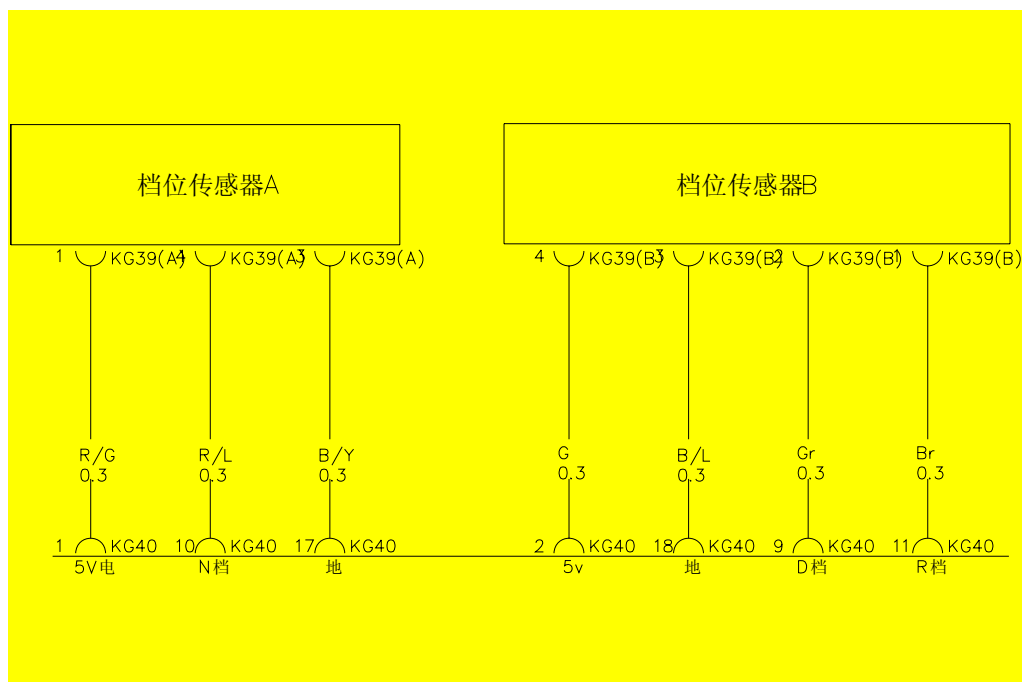 档位传感器A 档位传感器B
1 KG39(A) 4 KG39(A) 3 KG39(A) 4 KG39(B) 3 KG39(B) 2 KG39(B) 1 KG39(B)
R/G R/L B/Y G B/L Gr Br
0.3 0.3 0.3 0.3 0.3 0.3 0.3
1 KG40 10 KG40 17 KG40 2 KG40 18 KG40 9 KG40 11 KG40
5V电 N档 地 5v 地 D档 R档